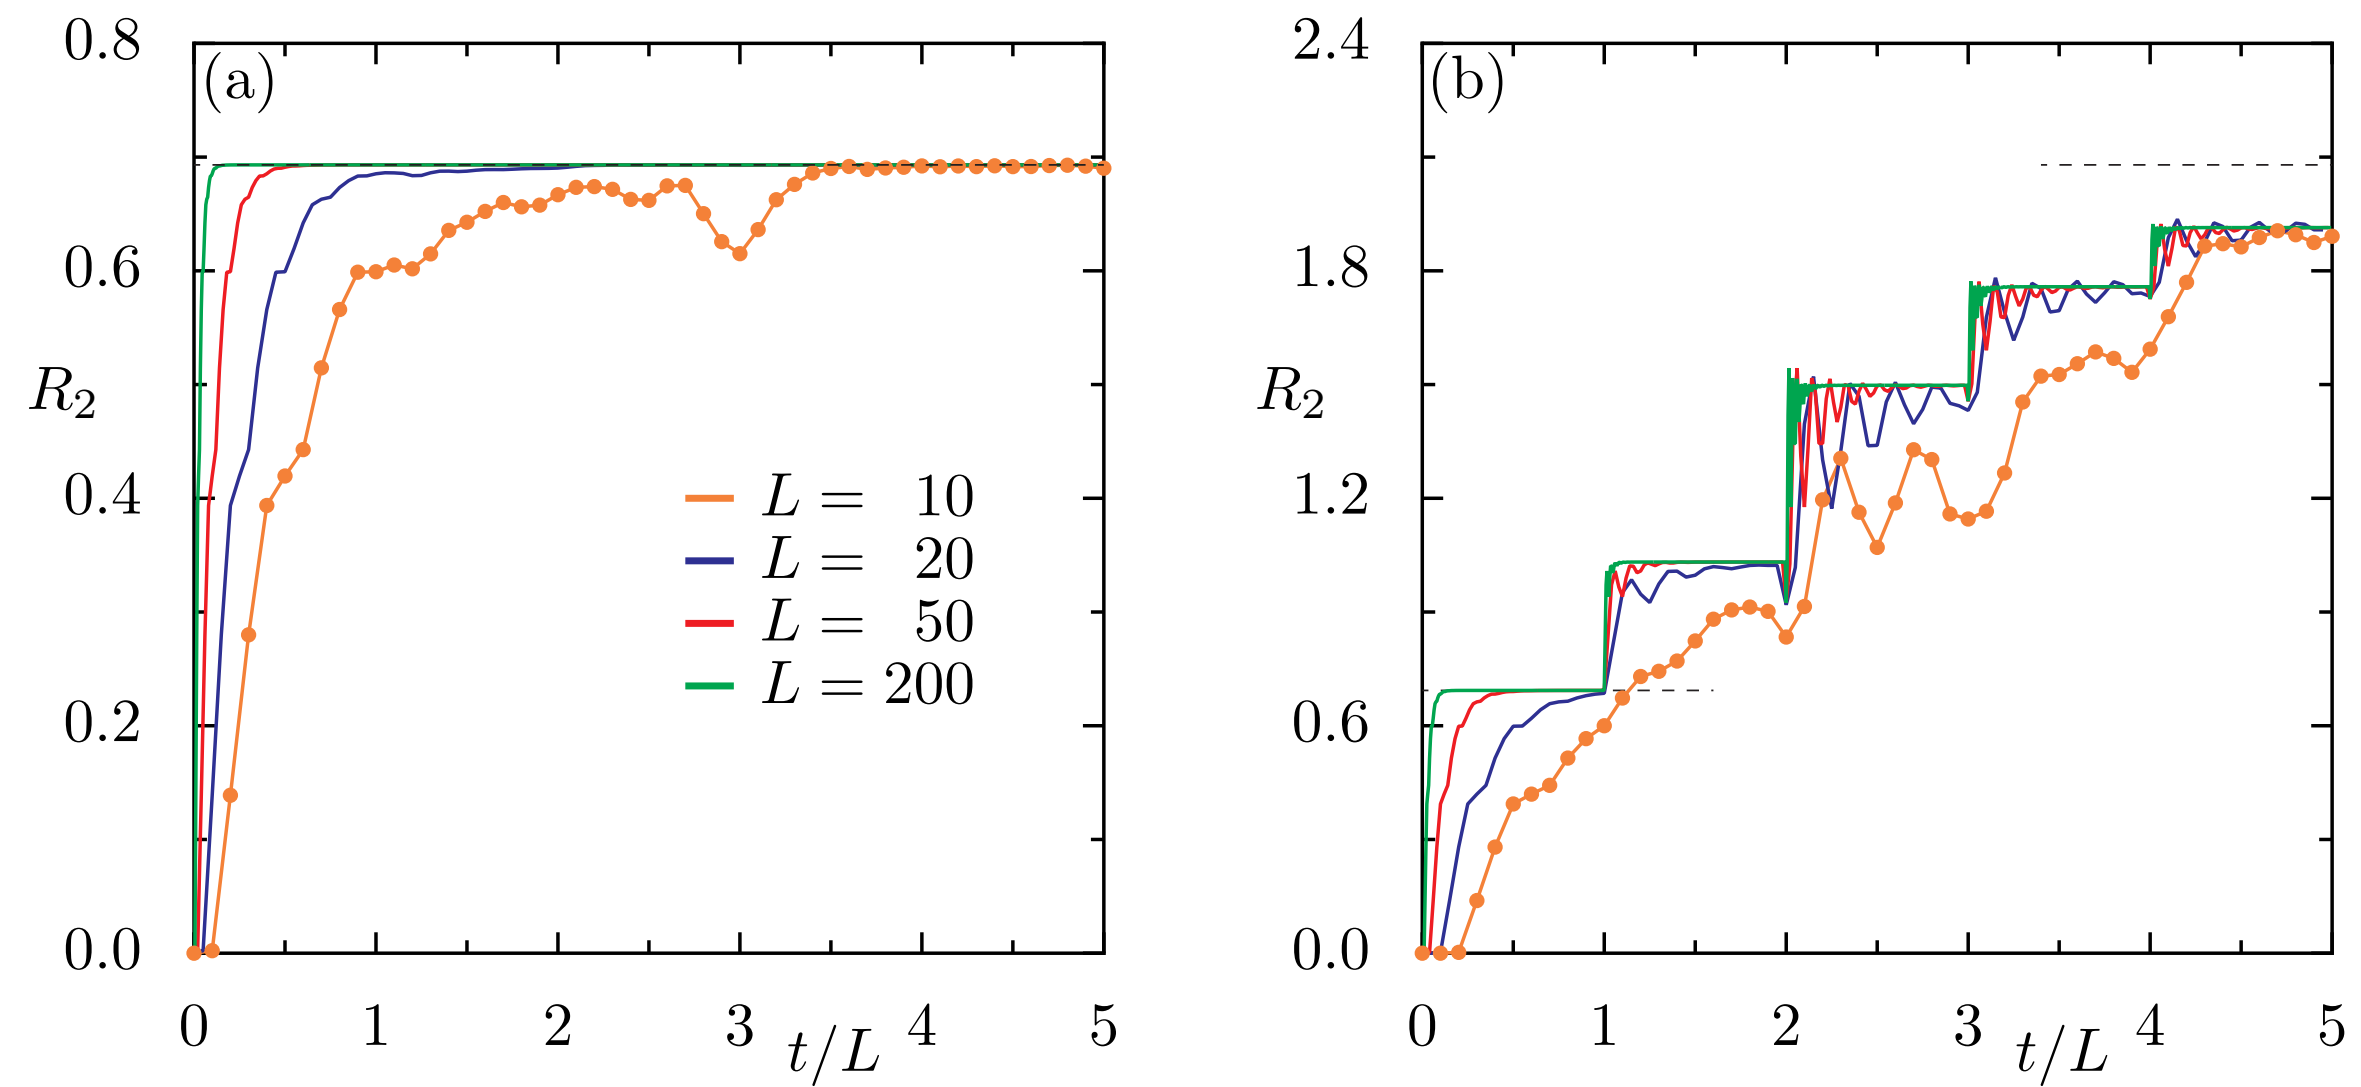 (a)
0.8
0.6
0.4
0.2
0.0
R₂
L = 10
L = 20
L = 50
L = 200
0 1 2 3 4 5
t/L
(b)
2.4
1.8
1.2
0.6
0.0
R₂
0 1 2 3 4 5
t/L